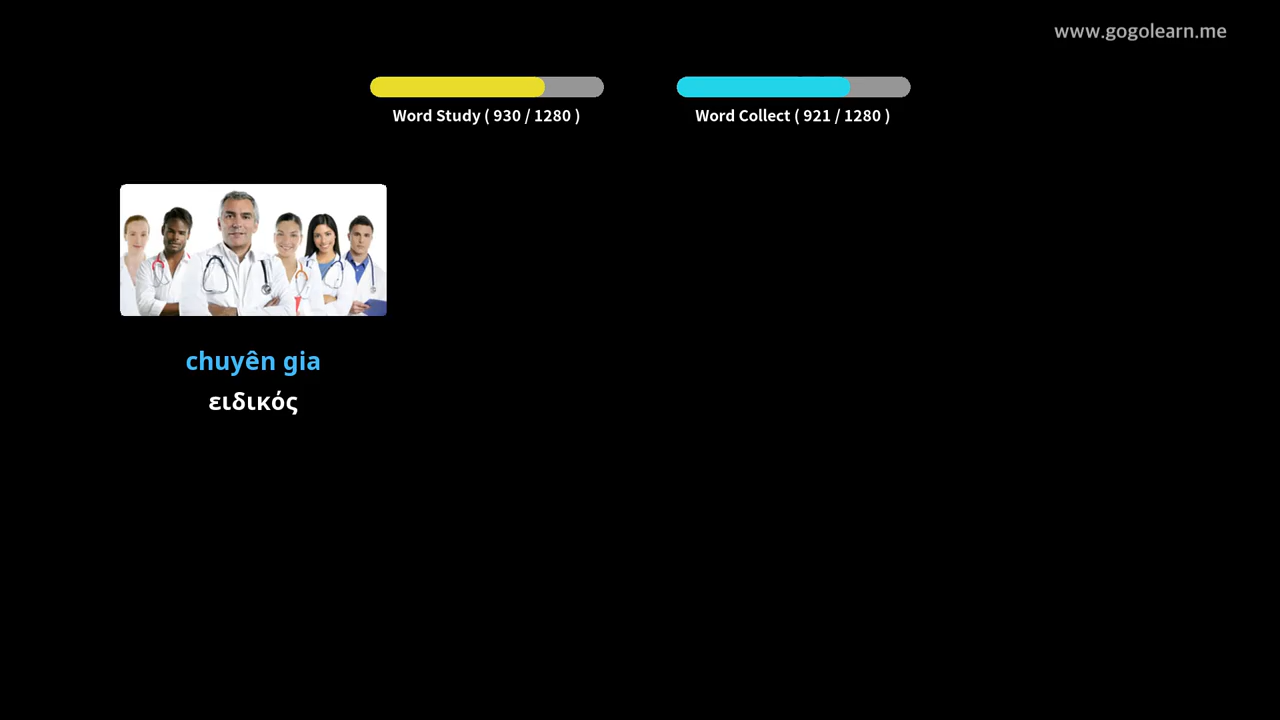 www.gogolearn.me
Word Study ( 930 / 1280 )
Word Collect ( 921 / 1280 )
chuyên gia
ειδικός